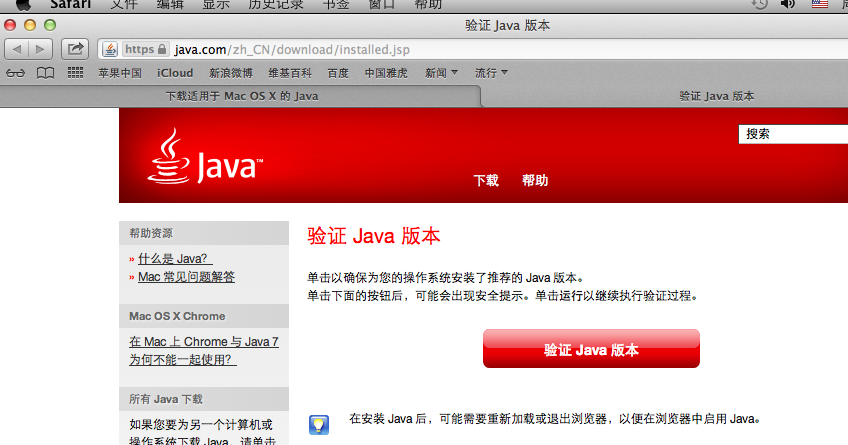 Safari 文件 编辑 显示 历史记录 书签 窗口 帮助
验证 Java 版本
https java.com/zh_CN/download/installed.jsp
苹果中国 iCloud 新浪微博 维基百科 百度 中国雅虎 新闻 流行
下载适用于 Mac OS X 的 Java 验证 Java 版本
搜索
Java™
下载 帮助
帮助资源
» 什么是 Java?
» Mac 常见问题解答
Mac OS X Chrome
在 Mac 上 Chrome 与 Java 7
为何不能一起使用?
所有 Java 下载
如果您要为另一个计算机或
操作系统下载 Java，请单击
验证 Java 版本
单击以确保为您的操作系统安装了推荐的 Java 版本。
单击下面的按钮后，可能会出现安全提示。单击运行以继续执行验证过程。
验证 Java 版本
在安装 Java 后，可能需要重新加载或退出浏览器，以便在浏览器中启用 Java。